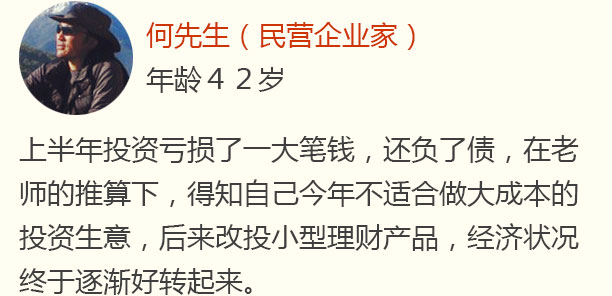 何先生（民营企业家）
年龄４２岁
上半年投资亏损了一大笔钱，还负了债，在老
师的推算下，得知自己今年不适合做大成本的
投资生意，后来改投小型理财产品，经济状况
终于逐渐好转起来。